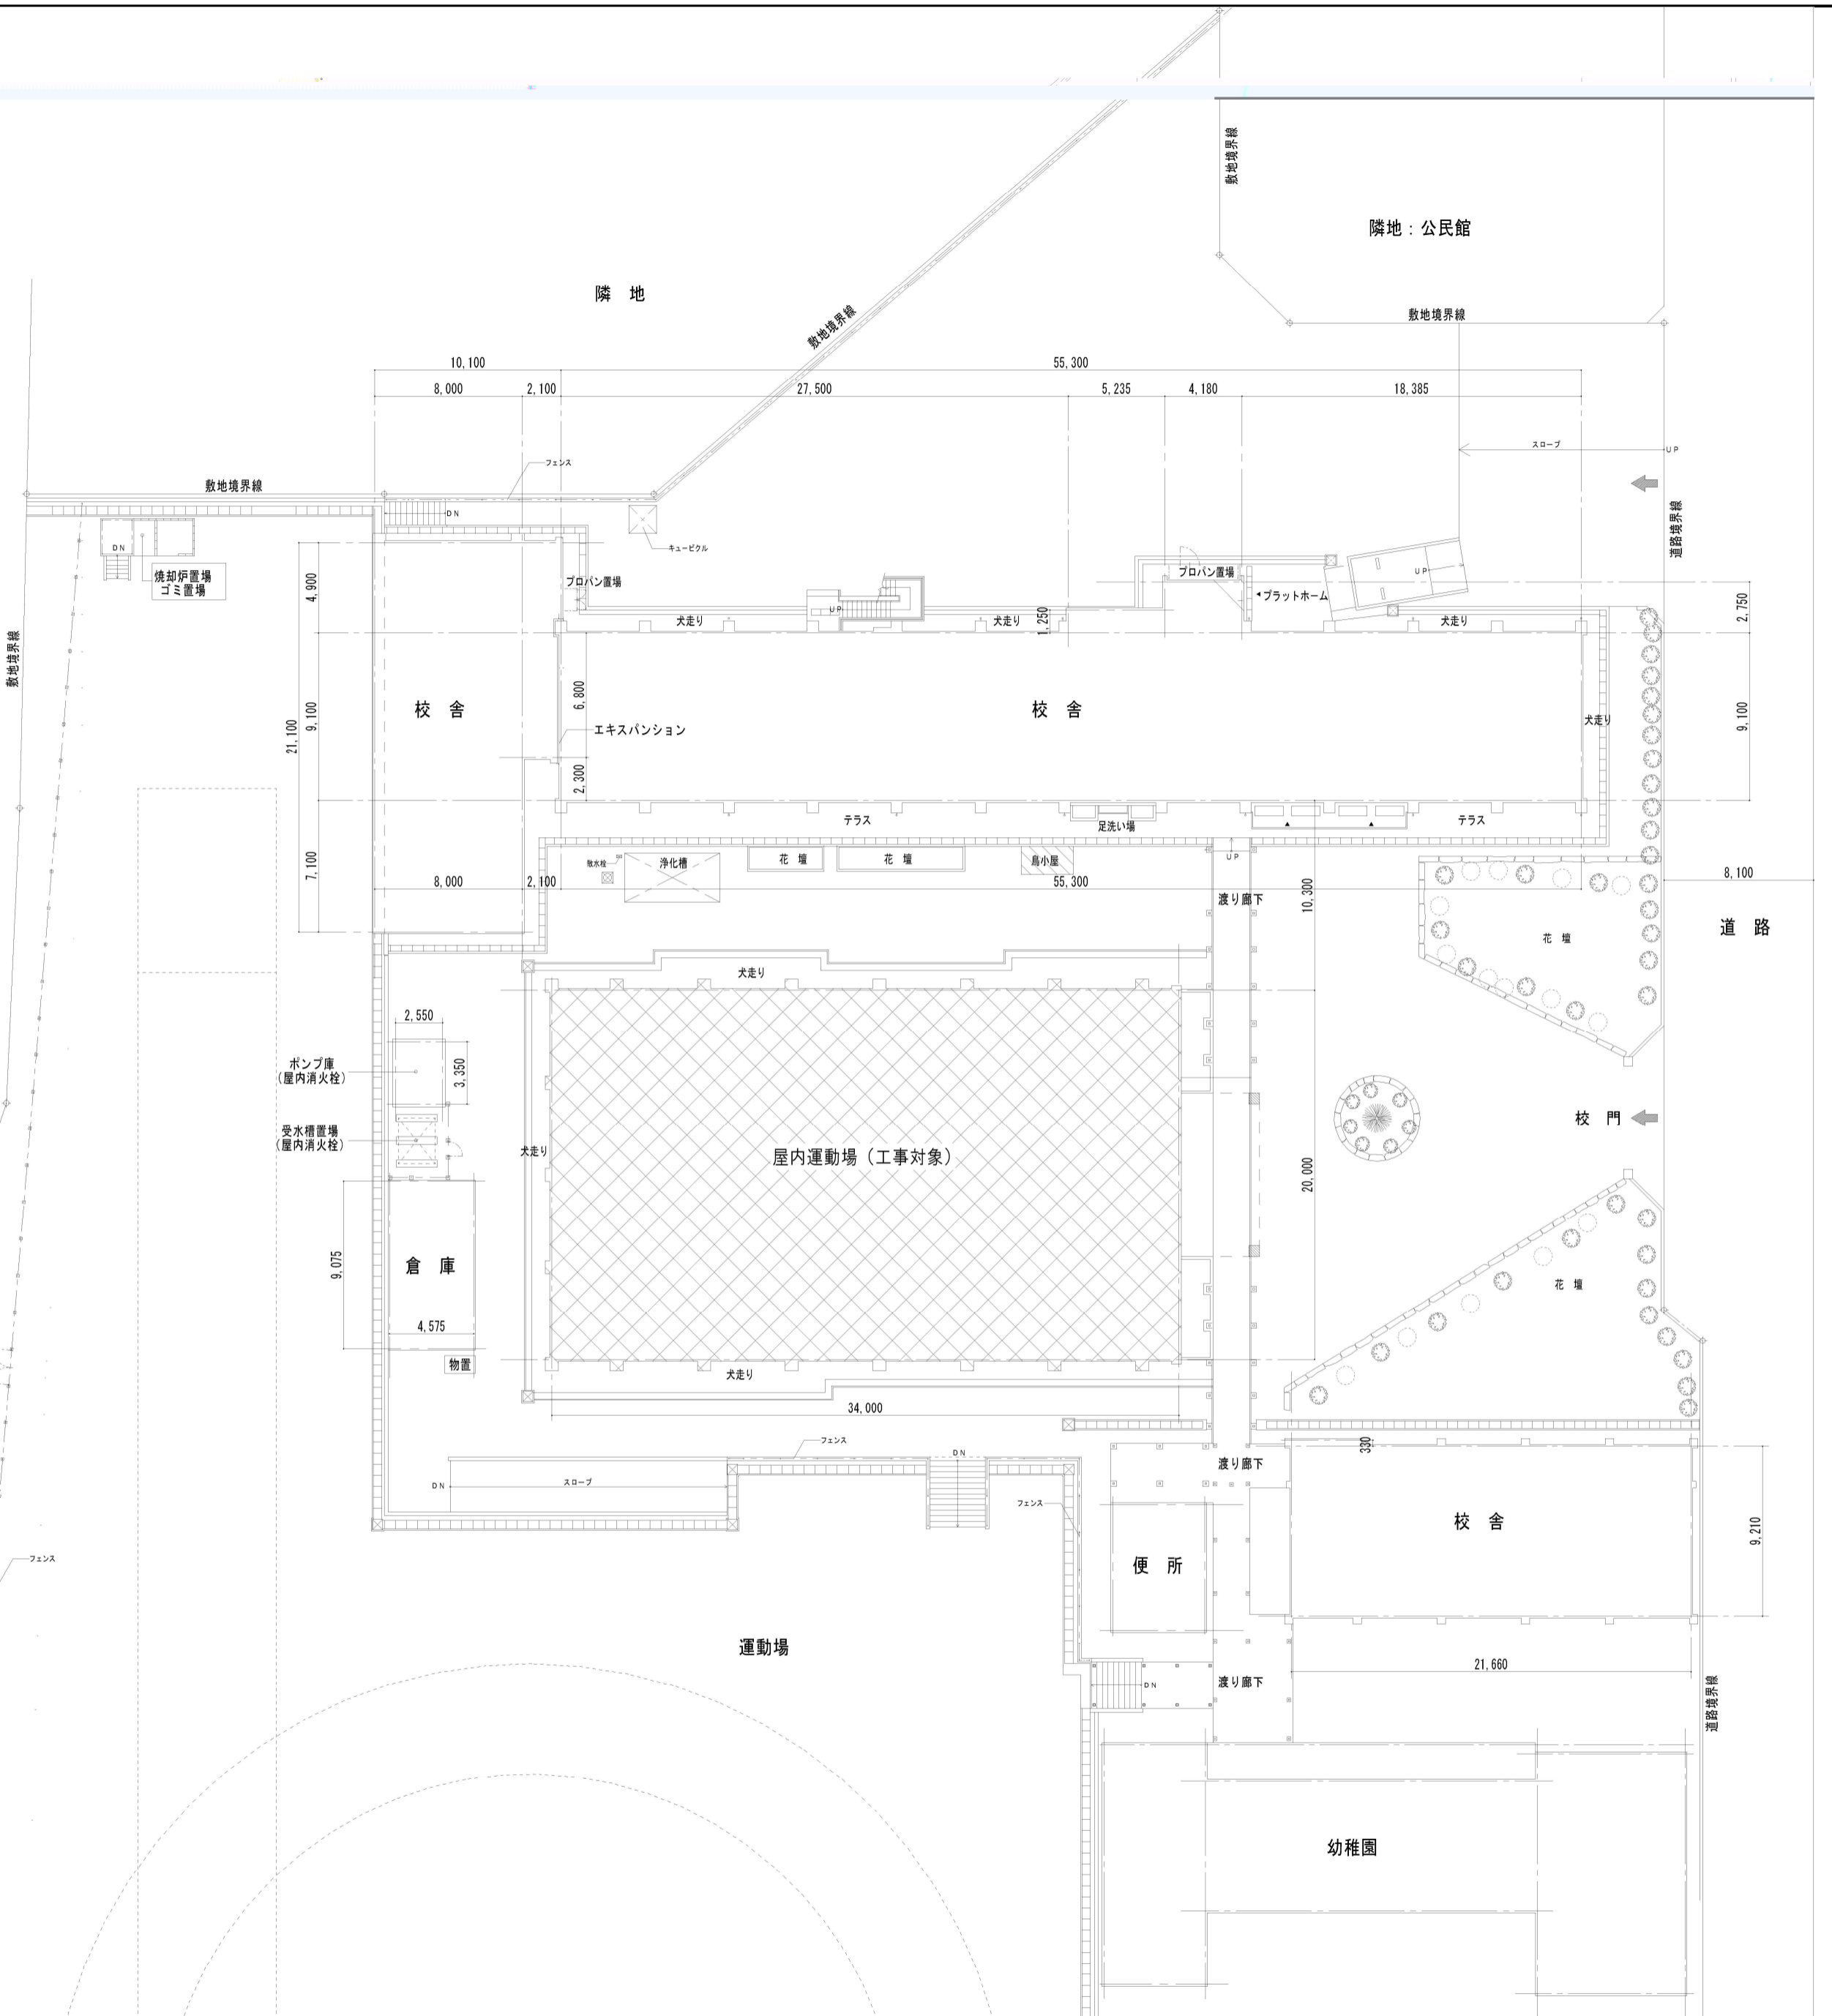 敷地境界線
隣地：公民館
隣　地
敷地境界線
敷地境界線
10,100
55,300
8,000
2,100
27,500
5,235
4,180
18,385
スロープ
UP
フェンス
敷地境界線
DN
道路境界線
キュービクル
DN
焼却炉置場
ゴミ置場
4,900
プロパン置場
プロパン置場
UP
プラットホーム
2,750
UP
犬走り
犬走り
1,250
犬走り
敷地境界線
校　舎
6,800
校　舎
犬走り
9,100
21,100
9,100
エキスパンション
2,300
テラス
足洗い場
テラス
散水栓
浄化槽
花　壇
花　壇
鳥小屋
UP
7,100
8,000
2,100
55,300
渡り廊下
10,300
8,100
道　路
花　壇
犬走り
2,550
ポンプ庫
（屋内消火栓）
3,350
校　門
受水槽置場
（屋内消火栓）
犬走り
屋内運動場（工事対象）
20,000
9,075
倉　庫
花　壇
4,575
物置
犬走り
34,000
フェンス
DN
330
渡り廊下
DN
スロープ
フェンス
校　舎
9,210
フェンス
便　所
運動場
21,660
渡り廊下
DN
道路境界線
幼稚園